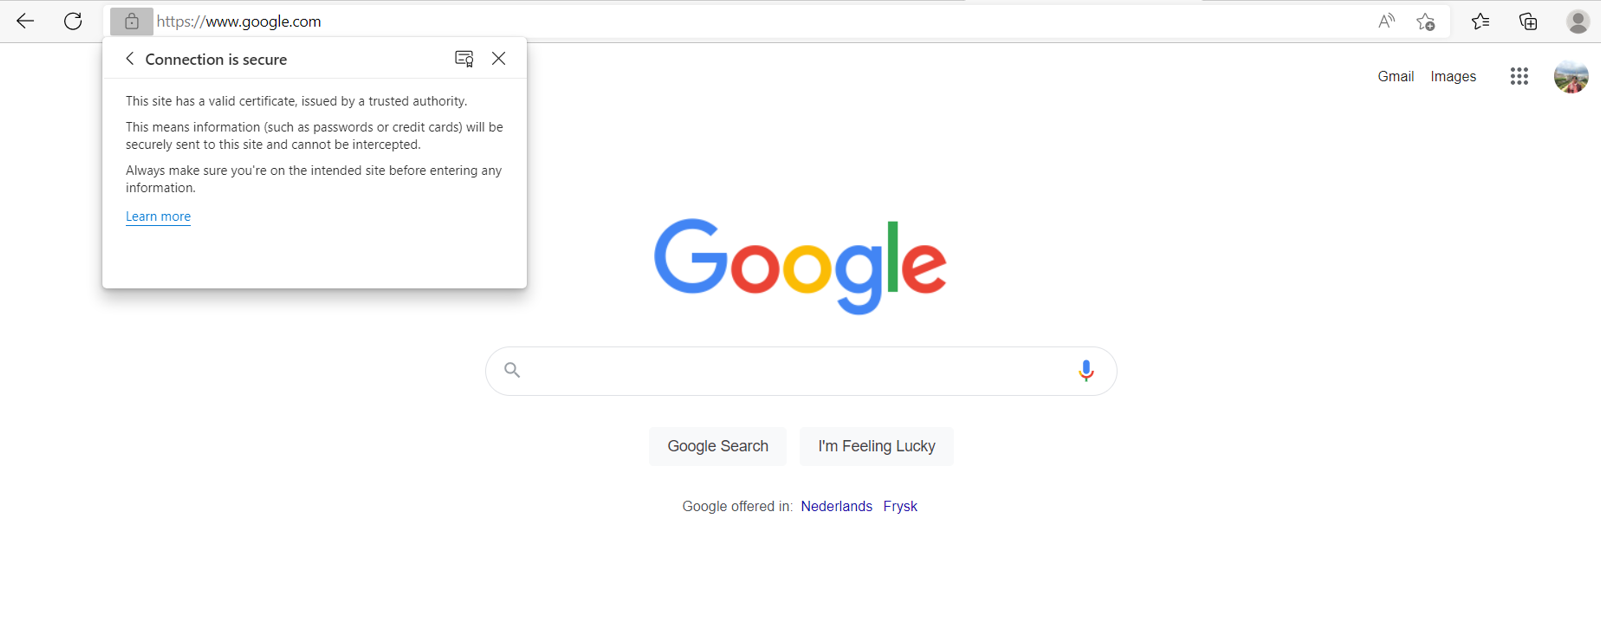 https://www.google.com
Connection is secure
This site has a valid certificate, issued by a trusted authority.
This means information (such as passwords or credit cards) will be
securely sent to this site and cannot be intercepted.
Always make sure you're on the intended site before entering any
information.
Learn more
Gmail Images
Google
Google Search I'm Feeling Lucky
Google offered in: Nederlands Frysk